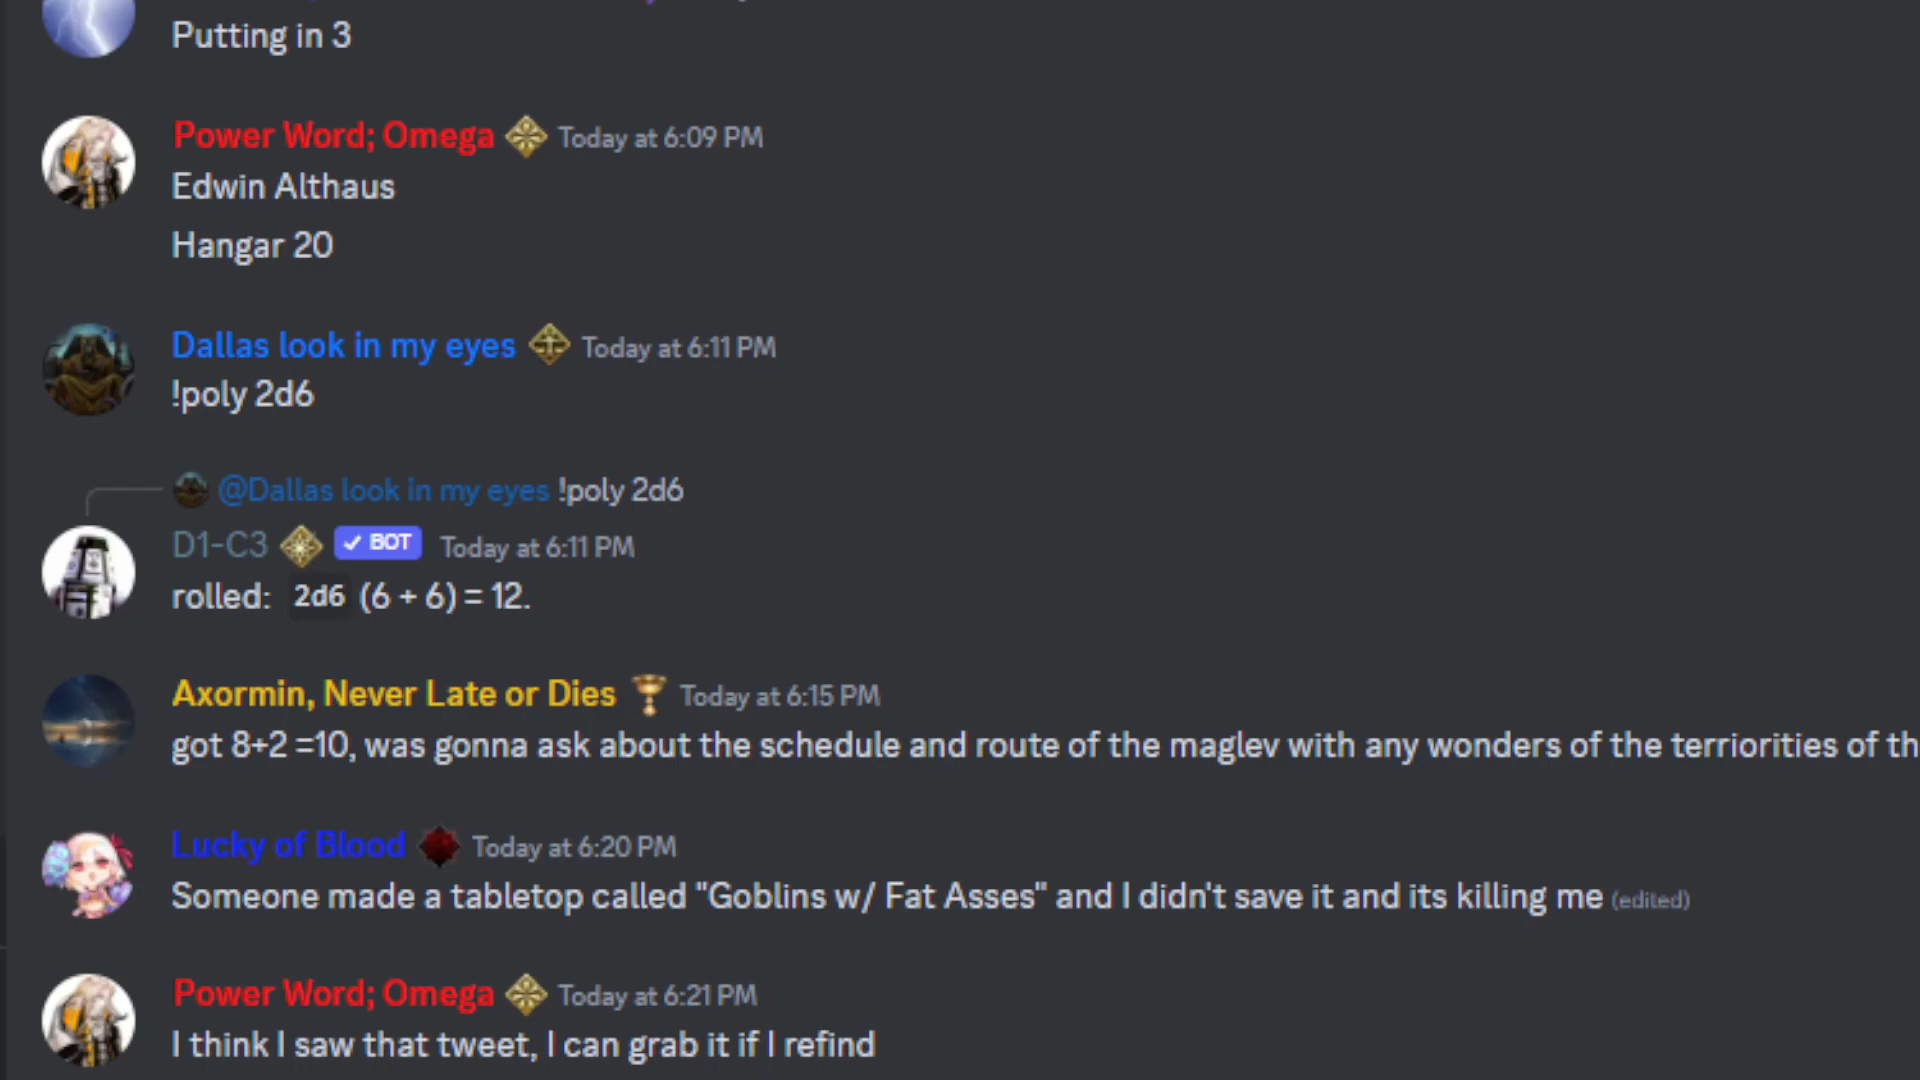 Putting in 3
Power Word; Omega Today at 6:09 PM
Edwin Althaus
Hangar 20
Dallas look in my eyes Today at 6:11 PM
!poly 2d6
@Dallas look in my eyes !poly 2d6
D1-C3 BOT Today at 6:11 PM
rolled: 2d6 (6 + 6) = 12.
Axormin, Never Late or Dies Today at 6:15 PM
got 8+2 =10, was gonna ask about the schedule and route of the maglev with any wonders of the terriorities of th
Lucky of Blood Today at 6:20 PM
Someone made a tabletop called "Goblins w/ Fat Asses" and I didn't save it and its killing me (edited)
Power Word; Omega Today at 6:21 PM
I think I saw that tweet, I can grab it if I refind